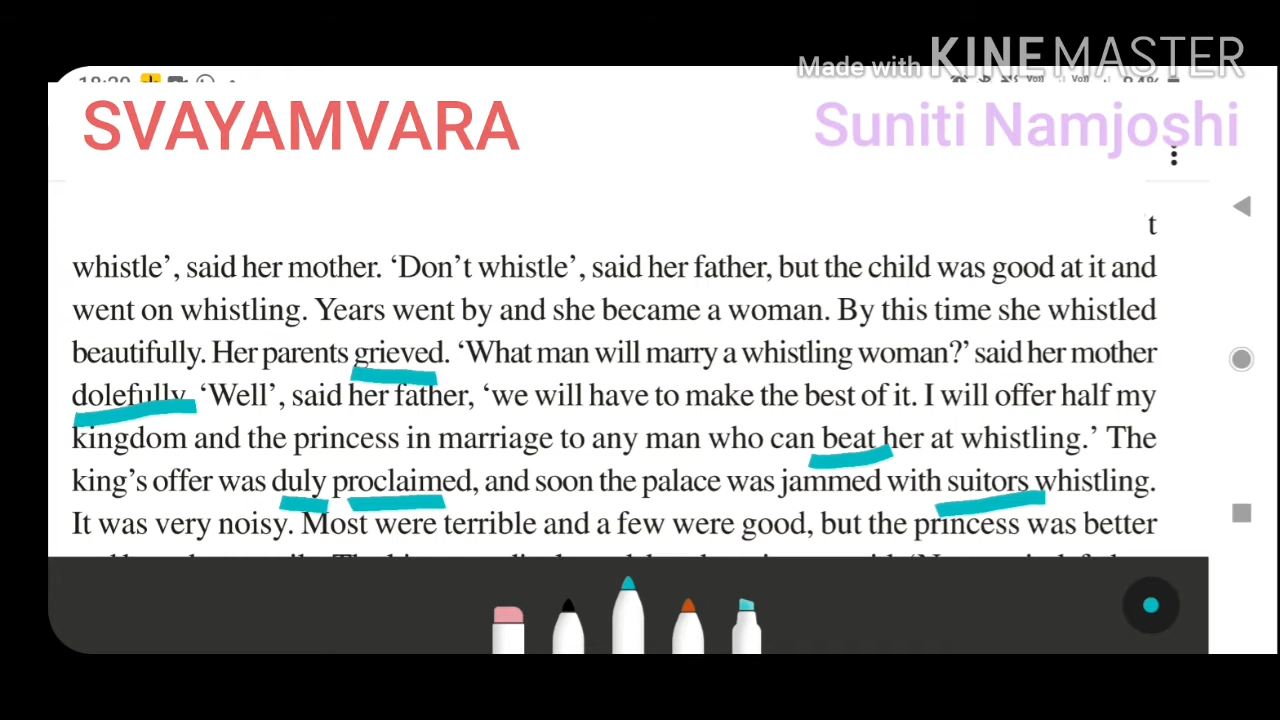 Made with KINEMASTER
SVAYAMVARA
Suniti Namjoshi
whistle’, said her mother. ‘Don’t whistle’, said her father, but the child was good at it and
went on whistling. Years went by and she became a woman. By this time she whistled
beautifully. Her parents grieved. ‘What man will marry a whistling woman?’ said her mother
dolefully. ‘Well’, said her father, ‘we will have to make the best of it. I will offer half my
kingdom and the princess in marriage to any man who can beat her at whistling.’ The
king’s offer was duly proclaimed, and soon the palace was jammed with suitors whistling.
It was very noisy. Most were terrible and a few were good, but the princess was better